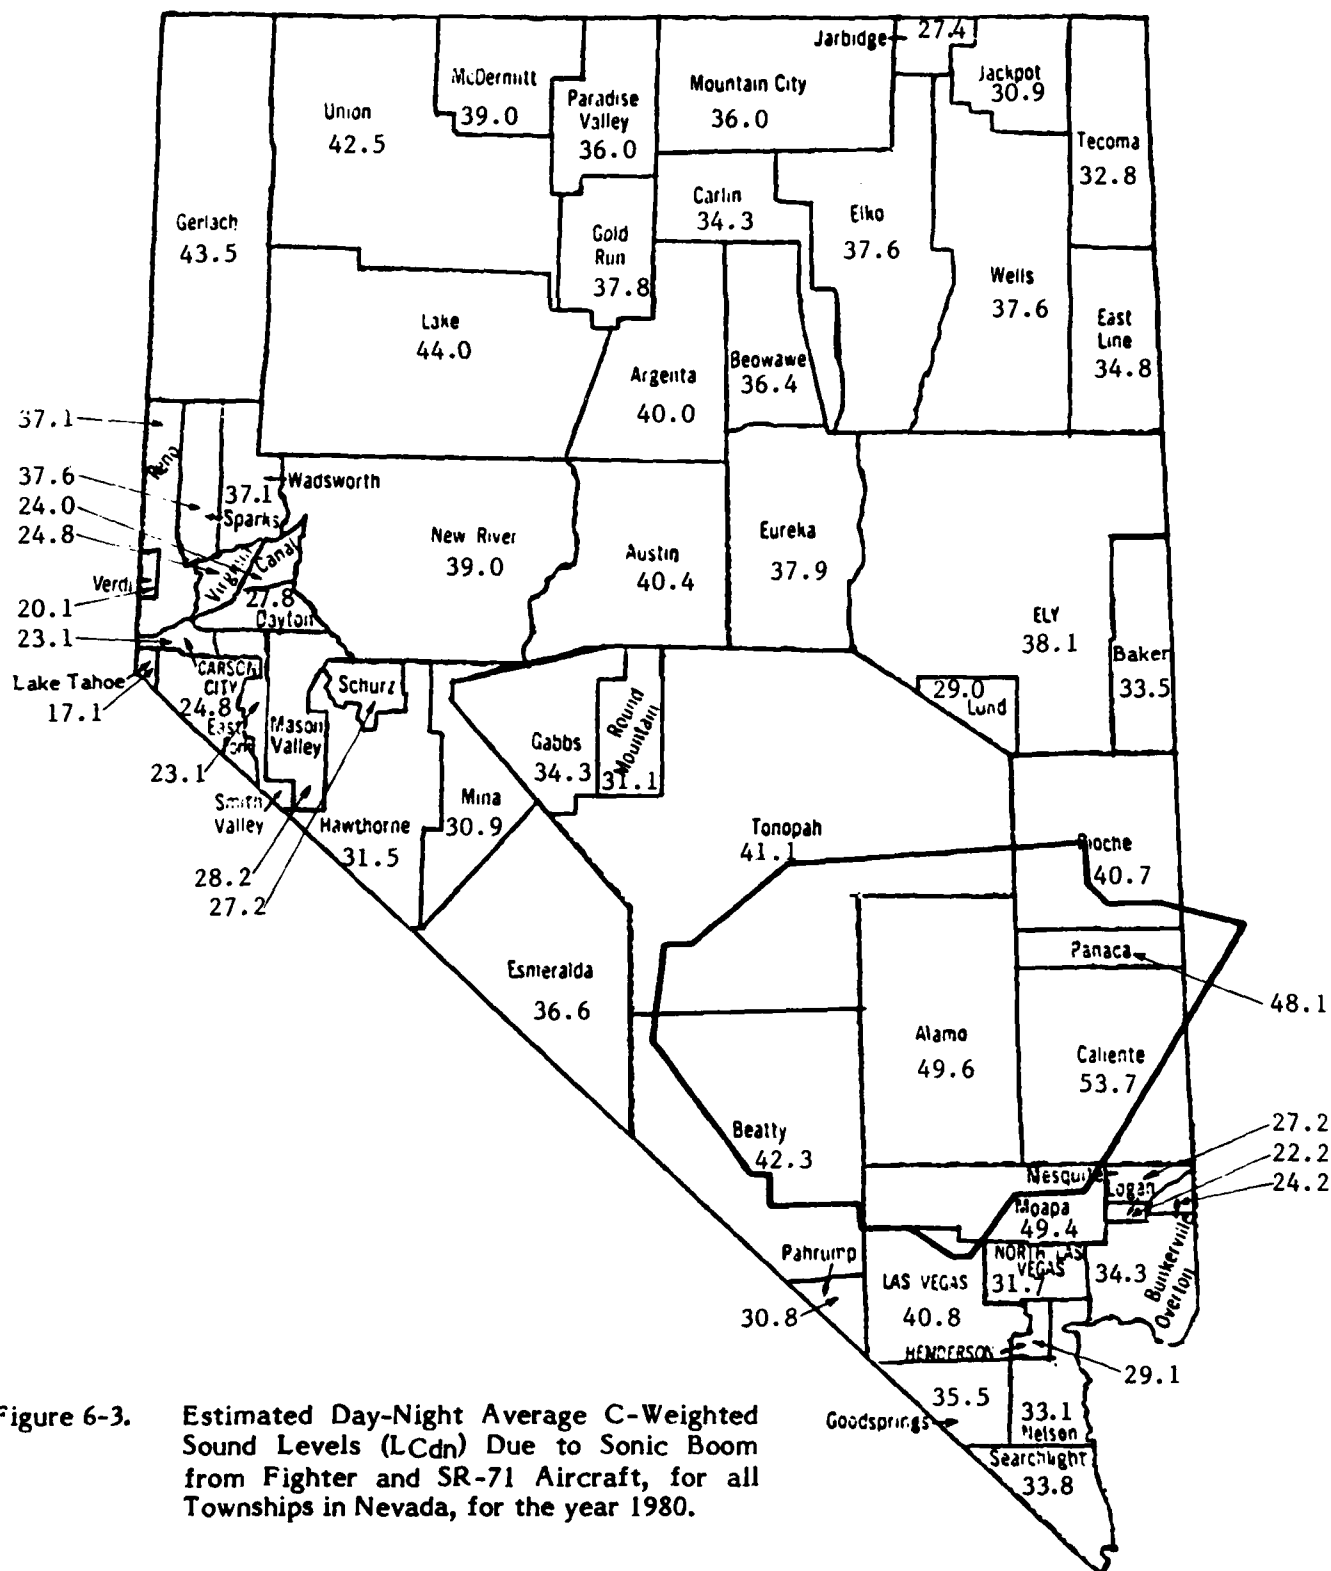 27.4
Jarbidge
McDermitt
39.0
Jackpot
30.9
Mountain City
36.0
Union
42.5
Paradise
Valley
36.0
Tecoma
32.8
Carlin
34.3
Elko
37.6
Gerlach
43.5
Gold
Run
37.8
Wells
37.6
Lake
44.0
East
Line
34.8
Argenta
40.0
Beowawe
36.4
37.1
Reno
37.6
Wadsworth
37.1
24.0
Sparks
24.8
Virginia
Canal
New River
39.0
Austin
40.4
Eureka
37.9
Verdi
20.1
27.8
Dayton
23.1
ELY
38.1
Baker
33.5
Lake Tahoe
17.1
CARSON
CITY
24.8
Schurz
29.0
Lund
East
23.1
Mason
Valley
Gabbs
34.3
Round
Mountain
31.1
Smith
Valley
Hawthorne
31.5
Mina
30.9
Tonopah
41.1
Pioche
40.7
28.2
27.2
Panaca
48.1
Esmeralda
36.6
Alamo
49.6
Caliente
53.7
Beatty
42.3
27.2
22.2
24.2
Mesquite
Logan
Moapa
49.4
Pahrump
30.8
LAS VEGAS
40.8
NORTH LAS
VEGAS
31.7
34.3
Bunkerville
Overton
HENDERSON
29.1
35.5
Goodsprings
33.1
Nelson
Searchlight
33.8
Figure 6-3. Estimated Day-Night Average C-Weighted
Sound Levels (LCdn) Due to Sonic Boom
from Fighter and SR-71 Aircraft, for all
Townships in Nevada, for the year 1980.